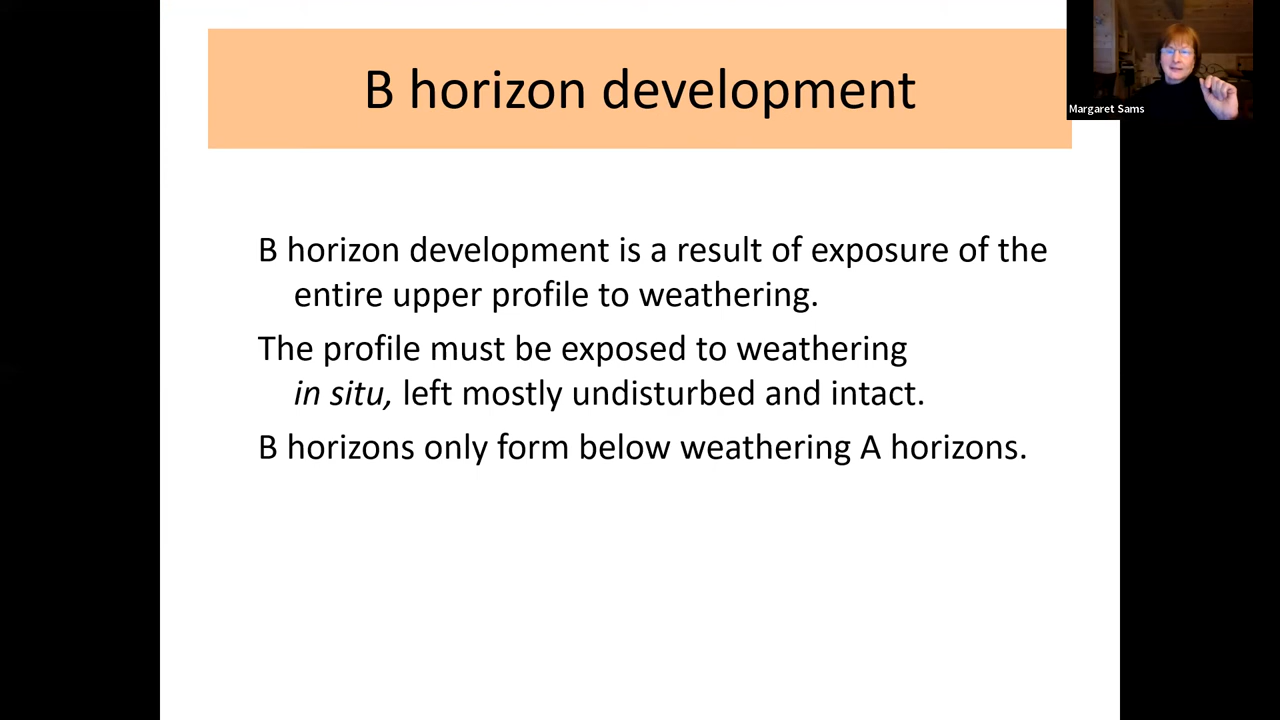 B horizon development
Margaret Sams
B horizon development is a result of exposure of the
entire upper profile to weathering.
The profile must be exposed to weathering
in situ, left mostly undisturbed and intact.
B horizons only form below weathering A horizons.